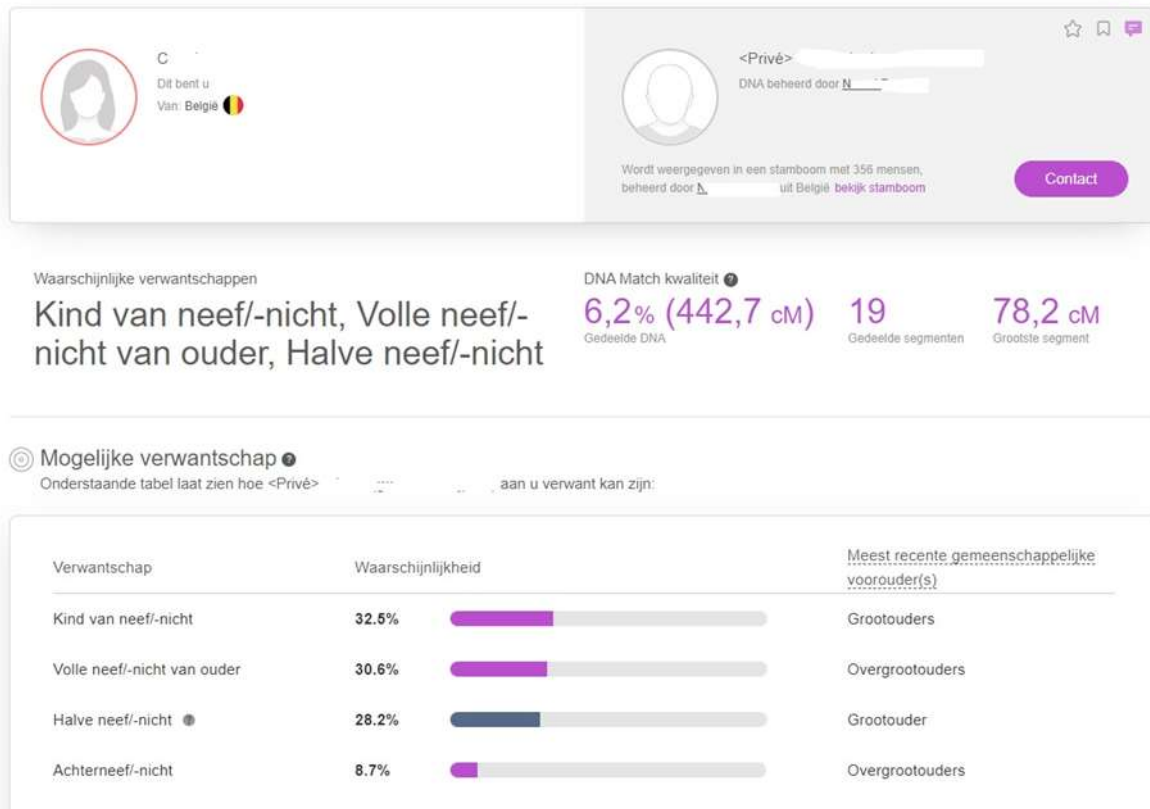 C
Dit bent u
Van: België
<Privé>
DNA beheerd door N
Wordt weergegeven in een stamboom met 356 mensen,
beheerd door uit België bekijk stamboom
Contact
Waarschijnlijke verwantschappen
Kind van neef/-nicht, Volle neef/-
nicht van ouder, Halve neef/-nicht
DNA Match kwaliteit ?
6,2% (442,7 cM)
Gedeelde DNA
19
Gedeelde segmenten
78,2 cM
Grootste segment
Mogelijke verwantschap ?
Onderstaande tabel laat zien hoe <Privé> aan u verwant kan zijn:
Verwantschap Waarschijnlijkheid Meest recente gemeenschappelijke
voorouder(s)
Kind van neef/-nicht 32.5% Grootouders
Volle neef/-nicht van ouder 30.6% Overgrootouders
Halve neef/-nicht ? 28.2% Grootouder
Achterneef/-nicht 8.7% Overgrootouders